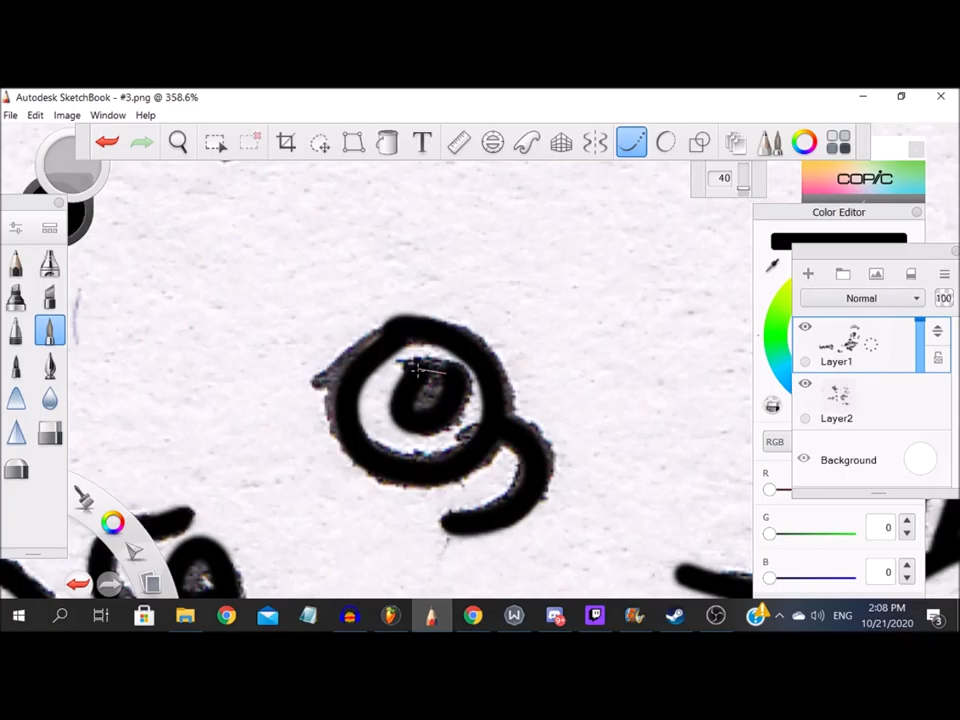 Autodesk SketchBook - #3.png @ 358.6%
File Edit Image Window Help
T
40
COPIC
Color Editor
Normal
100
Layer1
Layer2
Background
RGB
R
G 0
B 0
2:08 PM
ENG
10/21/2020
3